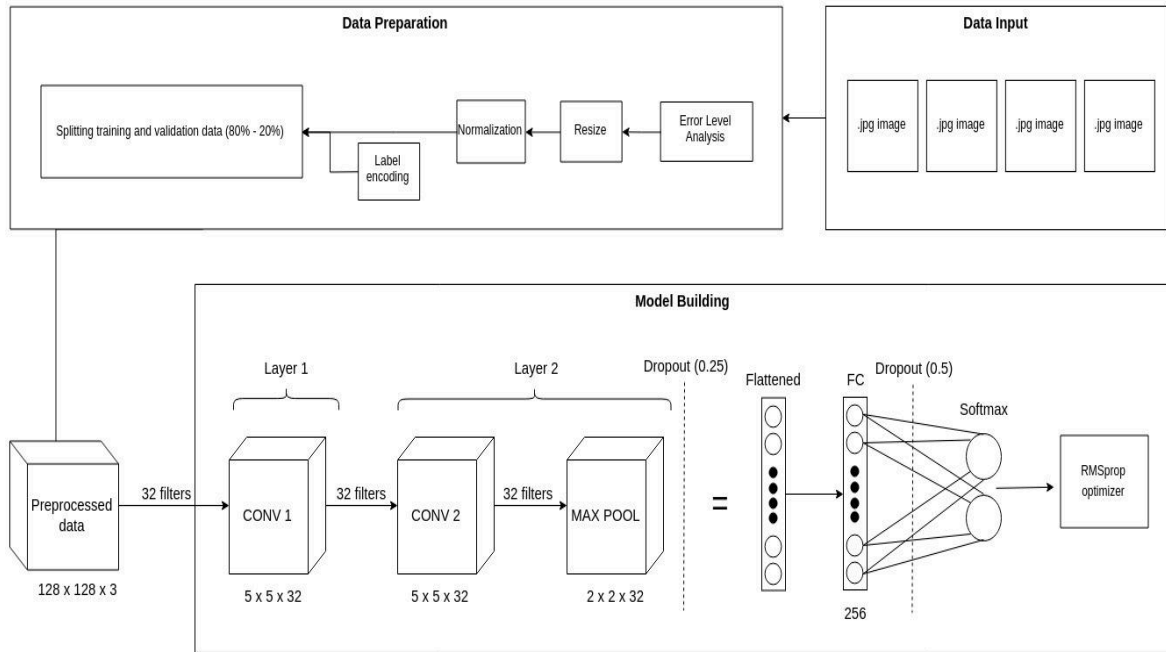 Data Preparation
Splitting training and validation data (80% - 20%)
Label
encoding
Normalization
Resize
Error Level
Analysis
Data Input
.jpg image
.jpg image
.jpg image
.jpg image
Model Building
Layer 1
Layer 2
Dropout (0.25)
Flattened
FC
Dropout (0.5)
Softmax
Preprocessed
data
128 x 128 x 3
32 filters
CONV 1
5 x 5 x 32
32 filters
CONV 2
5 x 5 x 32
32 filters
MAX POOL
2 x 2 x 32
=
256
RMSprop
optimizer